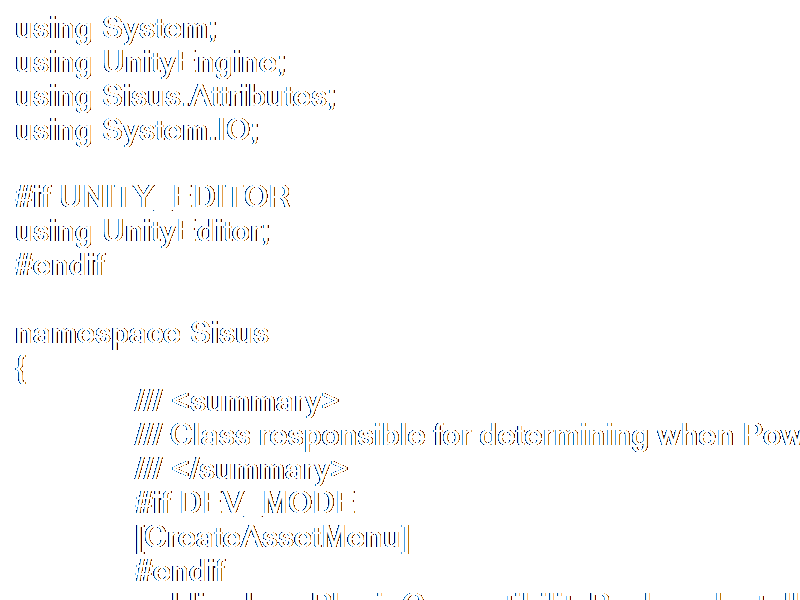 using System;
using UnityEngine;
using Sisus.Attributes;
using System.IO;
#if UNITY_EDITOR
using UnityEditor;
#endif
namespace Sisus
{
/// <summary>
/// Class responsible for determining when Pow
/// </summary>
#if DEV_MODE
[CreateAssetMenu]
#endif